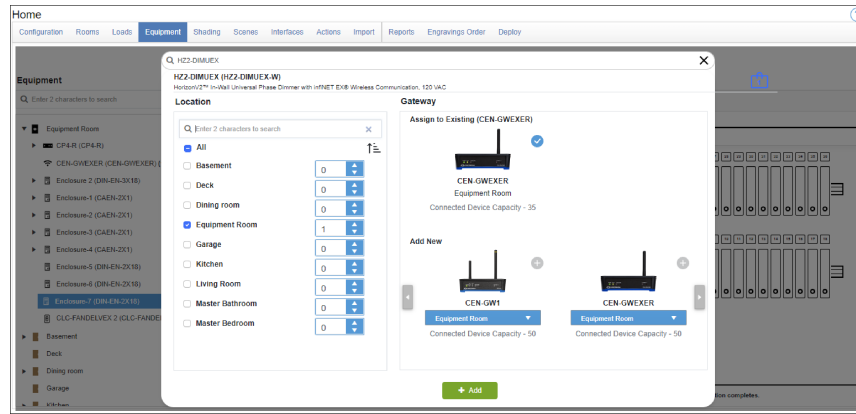 Home
Configuration Rooms Loads Equipment Shading Scenes Interfaces Actions Import Reports Engravings Order Deploy
HZ2-DIMUEX
HZ2-DIMUEX (HZ2-DIMUEX-W)
HorizonV2™ In-Wall Universal Phase Dimmer with infiNET EX® Wireless Communication, 120 VAC
Equipment
Enter 2 characters to search
Equipment Room
CP4-R (CP4-R)
CEN-GWEXER (CEN-GWEXER) (
Enclosure 2 (DIN-EN-3X18)
Enclosure-1 (CAEN-2X1)
Enclosure-2 (CAEN-2X1)
Enclosure-3 (CAEN-2X1)
Enclosure-4 (CAEN-2X1)
Enclosure-5 (DIN-EN-2X18)
Enclosure-6 (DIN-EN-2X18)
Enclosure-7 (DIN-EN-2X18)
CLC-FANDELVEX 2 (CLC-FANDE
Basement
Deck
Dining room
Garage
Kitchen
Location
Enter 2 characters to search
All
Basement 0
Deck 0
Dining room 0
Equipment Room 1
Garage 0
Kitchen 0
Living Room 0
Master Bathroom 0
Master Bedroom 0
Gateway
Assign to Existing (CEN-GWEXER)
CEN-GWEXER
Equipment Room
Connected Device Capacity - 35
Add New
CEN-GW1 CEN-GWEXER
Equipment Room Equipment Room
Connected Device Capacity - 50 Connected Device Capacity - 50
+ Add
tion completes.